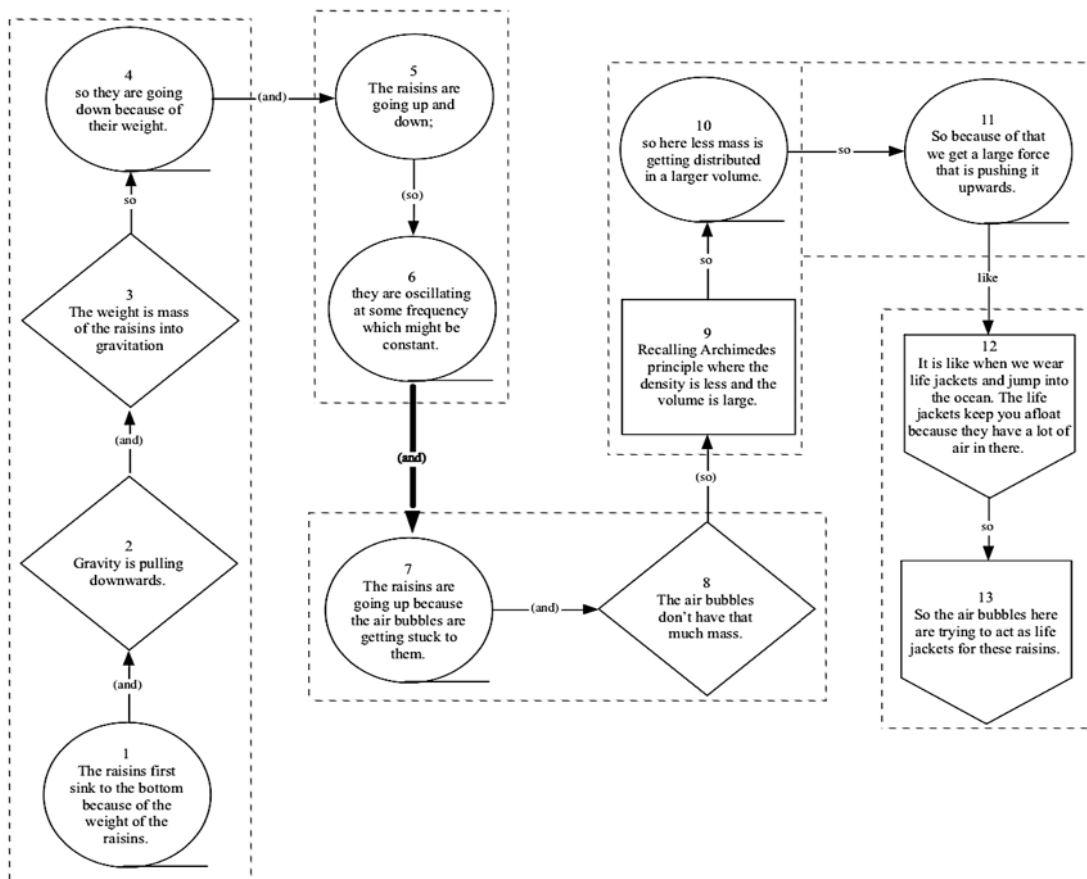 4
so they are going
down because of
their weight.
(and)
5
The raisins are
going up and
down;
10
so here less mass is
getting distributed
in a larger volume.
so
11
So because of that
we get a large force
that is pushing it
upwards.
so
(so)
like
3
The weight is mass
of the raisins into
gravitation
6
they are oscillating
at some frequency
which might be
constant.
so
9
Recalling Archimedes
principle where the
density is less and the
volume is large.
12
It is like when we wear
life jackets and jump into
the ocean. The life
jackets keep you afloat
because they have a lot of
air in there.
(and)
(and)
(so)
so
2
Gravity is pulling
downwards.
7
The raisins are
going up because
the air bubbles are
getting stuck to
them.
(and)
8
The air bubbles
don't have that
much mass.
13
So the air bubbles here
are trying to act as life
jackets for these raisins.
(and)
1
The raisins first
sink to the bottom
because of the
weight of the
raisins.